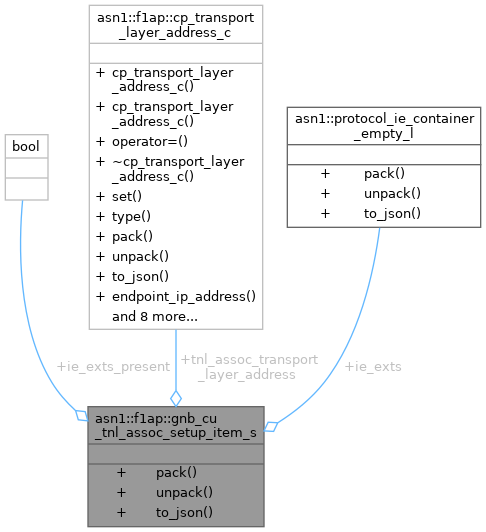 asn1::f1ap::cp_transport
_layer_address_c
+ cp_transport_layer
_address_c()
+ cp_transport_layer
_address_c()
+ operator=()
+ ~cp_transport_layer
_address_c()
+ set()
+ type()
+ pack()
+ unpack()
+ to_json()
+ endpoint_ip_address()
and 8 more...
bool
asn1::protocol_ie_container
_empty_l
+ pack()
+ unpack()
+ to_json()
+ie_exts_present
+tnl_assoc_transport
_layer_address
+ie_exts
asn1::f1ap::gnb_cu
_tnl_assoc_setup_item_s
+ pack()
+ unpack()
+ to_json()